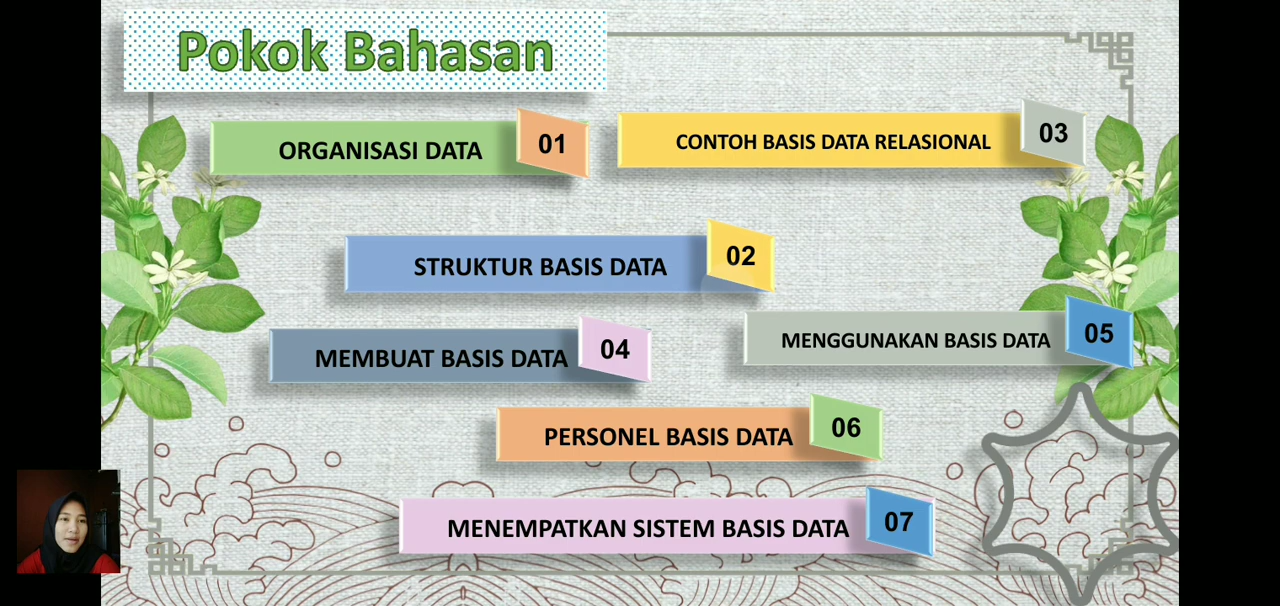 Pokok Bahasan
ORGANISASI DATA 01
CONTOH BASIS DATA RELASIONAL 03
STRUKTUR BASIS DATA 02
MEMBUAT BASIS DATA 04
MENGGUNAKAN BASIS DATA 05
PERSONEL BASIS DATA 06
MENEMPATKAN SISTEM BASIS DATA 07